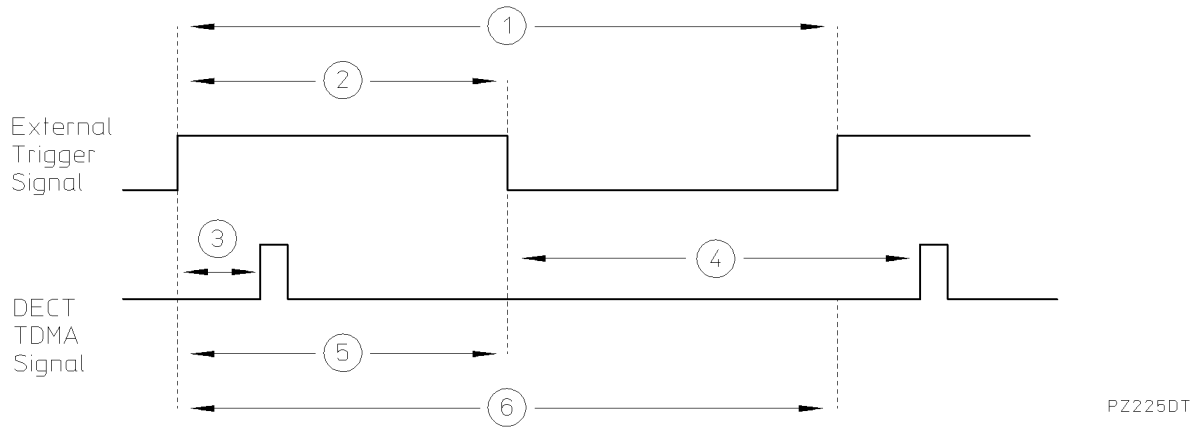 1
2
External
Trigger
Signal
3
4
DECT
TDMA
Signal
5
6
PZ225DT